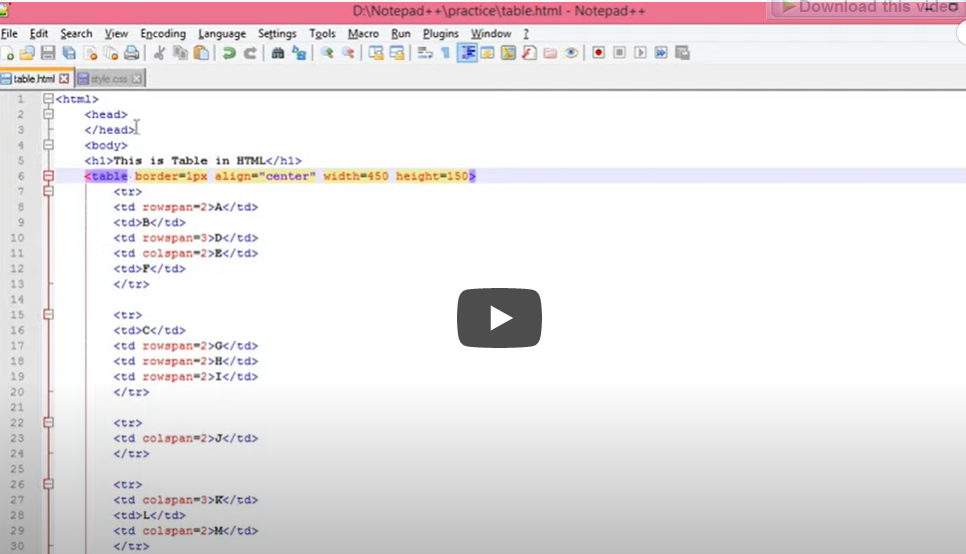 D:\Notepad++\practice\table.html - Notepad++
Download this video
File Edit Search View Encoding Language Settings Tools Macro Run Plugins Window ?
table.html style.css
1 <html>
2 <head>
3 </head>
4 <body>
5 <h1>This is Table in HTML</h1>
6 <table border=1px align="center" width=450 height=150>
7 <tr>
8 <td rowspan=2>A</td>
9 <td>B</td>
10 <td rowspan=3>D</td>
11 <td colspan=2>E</td>
12 <td>F</td>
13 </tr>
14
15 <tr>
16 <td>C</td>
17 <td rowspan=2>G</td>
18 <td rowspan=2>H</td>
19 <td rowspan=2>I</td>
20 </tr>
21
22 <tr>
23 <td colspan=2>J</td>
24 </tr>
25
26 <tr>
27 <td colspan=3>K</td>
28 <td>L</td>
29 <td colspan=2>M</td>
30 </tr>